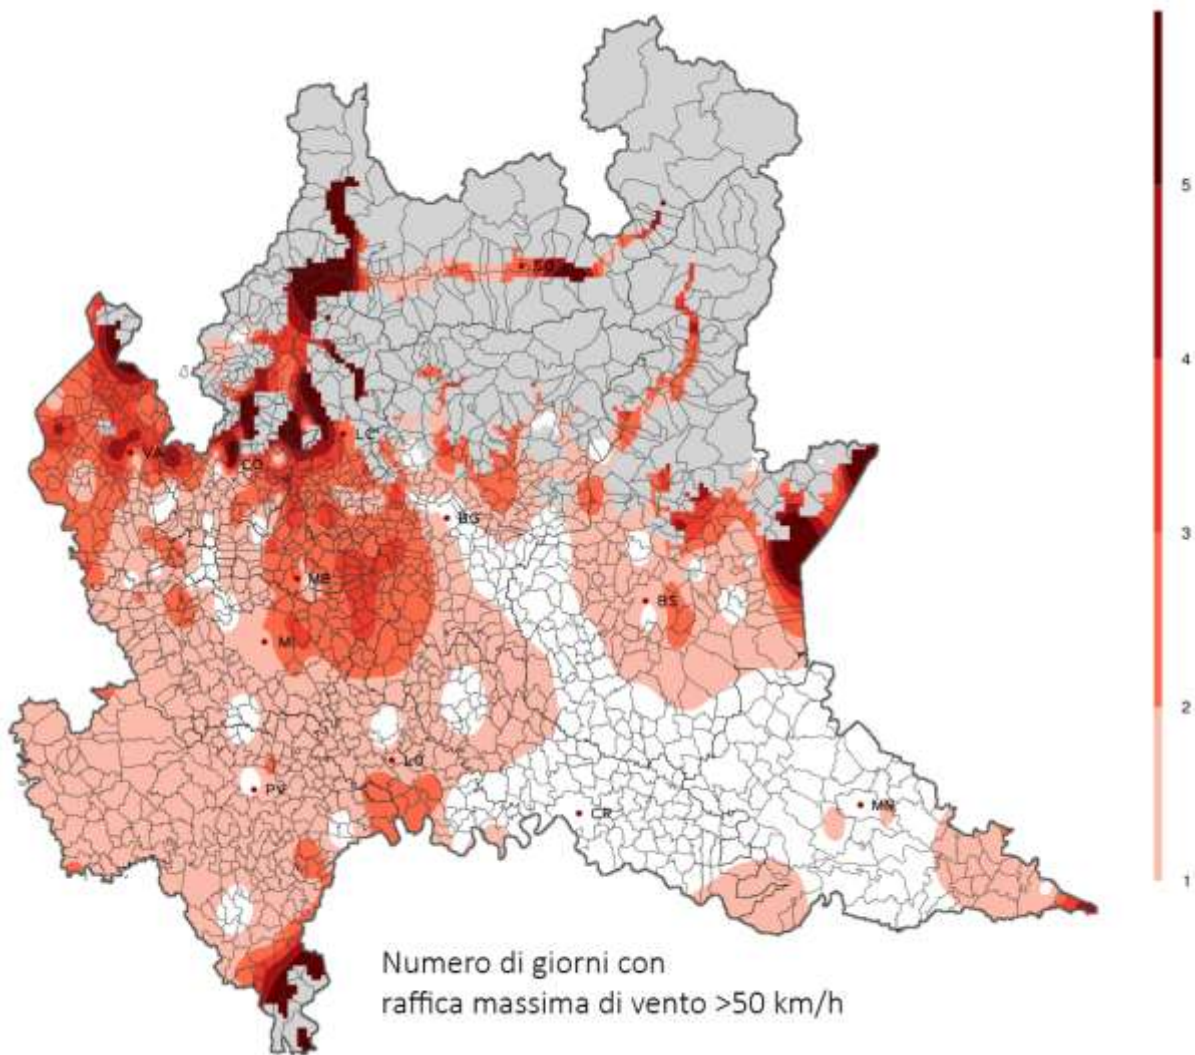 5
SO
4
LC
VA
CO
BG
3
MB
BS
MI
2
LO
PV
MN
CR
1
Numero di giorni con
raffica massima di vento >50 km/h